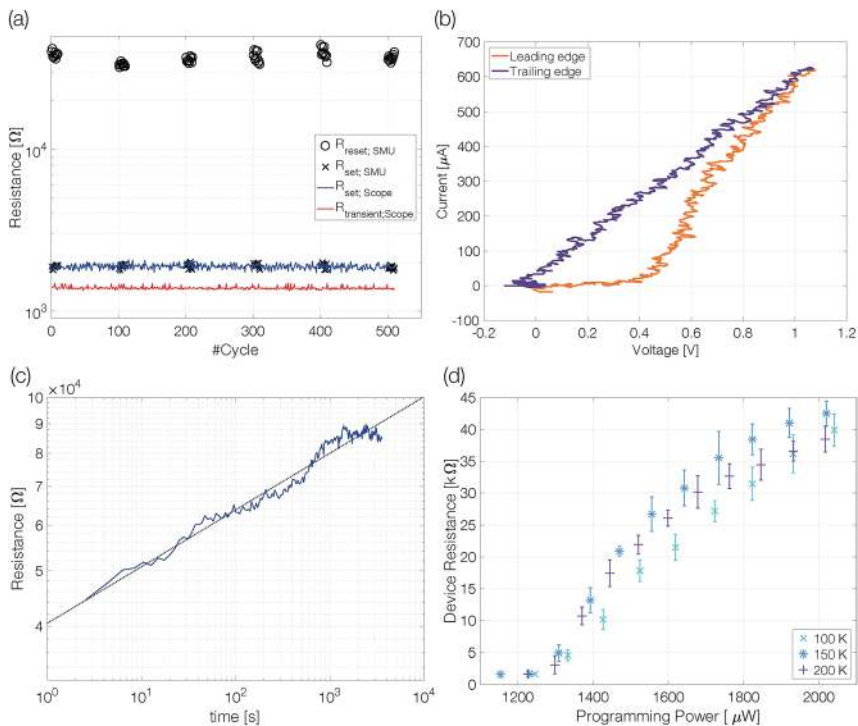 (a)
Resistance [Ω]
10^4
10^3
R_reset; SMU
R_set; SMU
R_set; Scope
R_transient;Scope
0 100 200 300 400 500
#Cycle
(b)
Current [μA]
700
600
500
400
300
200
100
0
-100
Leading edge
Trailing edge
-0.2 0 0.2 0.4 0.6 0.8 1 1.2
Voltage [V]
(c)
×10^4
Resistance [Ω]
10
9
8
7
6
5
4
10^0 10^1 10^2 10^3 10^4
time [s]
(d)
Device Resistance [kΩ]
45
40
35
30
25
20
15
10
5
0
100 K
150 K
200 K
1200 1400 1600 1800 2000
Programming Power [ μW]